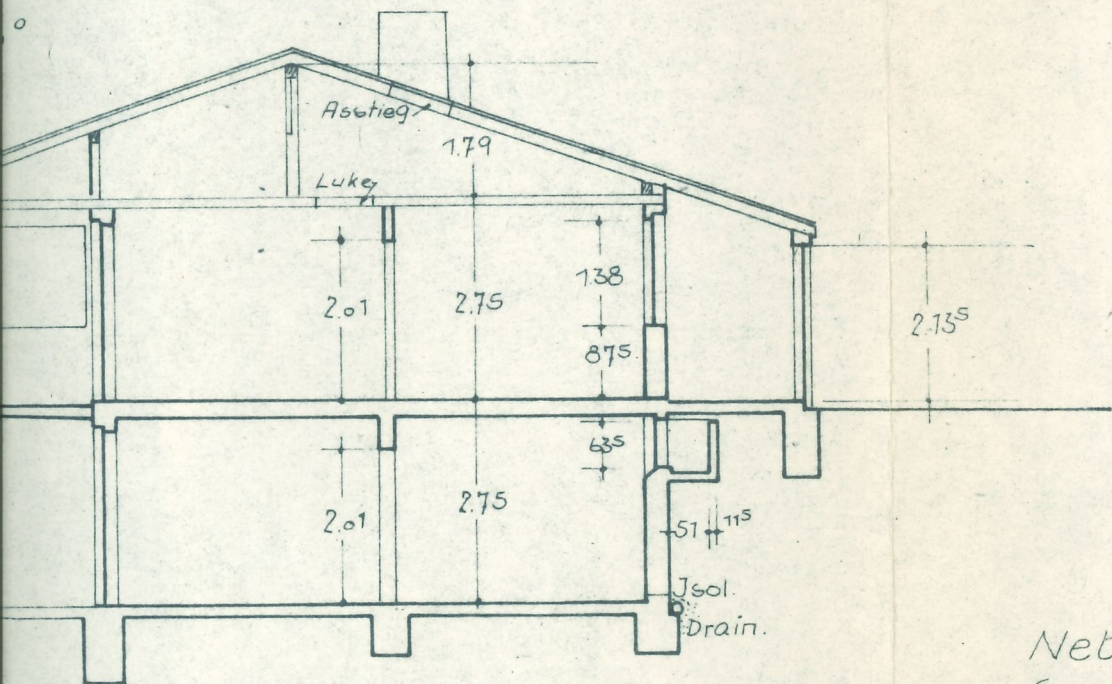 Asstieg
1.79
Luke
1.38
2.01
2.75
2.13⁵
87⁵
63⁵
2.01
2.75
51
11⁵
Jsol.
Drain.
Net